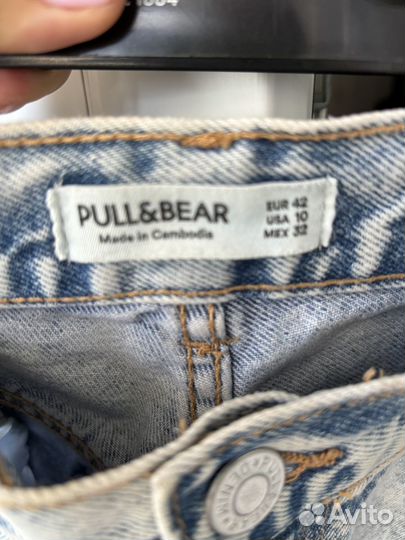 PULL&BEAR
Made in Cambodia
EUR 42
USA 10
MEX 32
Avito